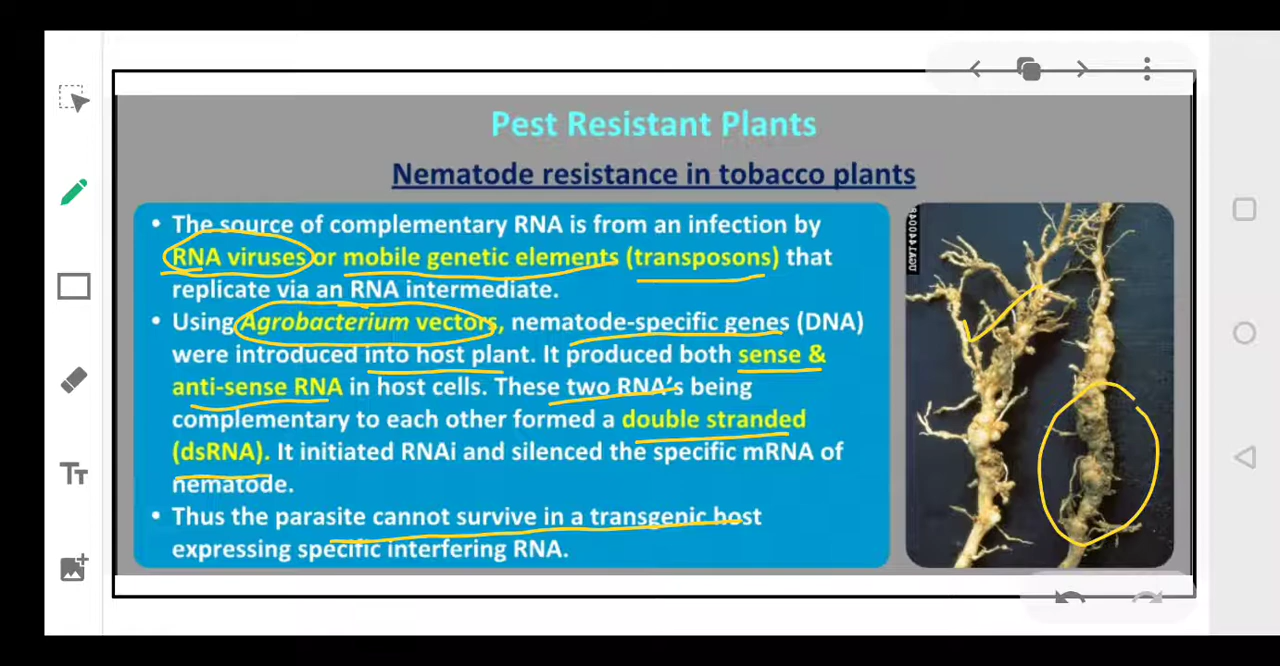 Pest Resistant Plants
Nematode resistance in tobacco plants
• The source of complementary RNA is from an infection by
RNA viruses or mobile genetic elements (transposons) that
replicate via an RNA intermediate.
• Using Agrobacterium vectors, nematode-specific genes (DNA)
were introduced into host plant. It produced both sense &
anti-sense RNA in host cells. These two RNA's being
complementary to each other formed a double stranded
(dsRNA). It initiated RNAi and silenced the specific mRNA of
nematode.
• Thus the parasite cannot survive in a transgenic host
expressing specific interfering RNA.
TT